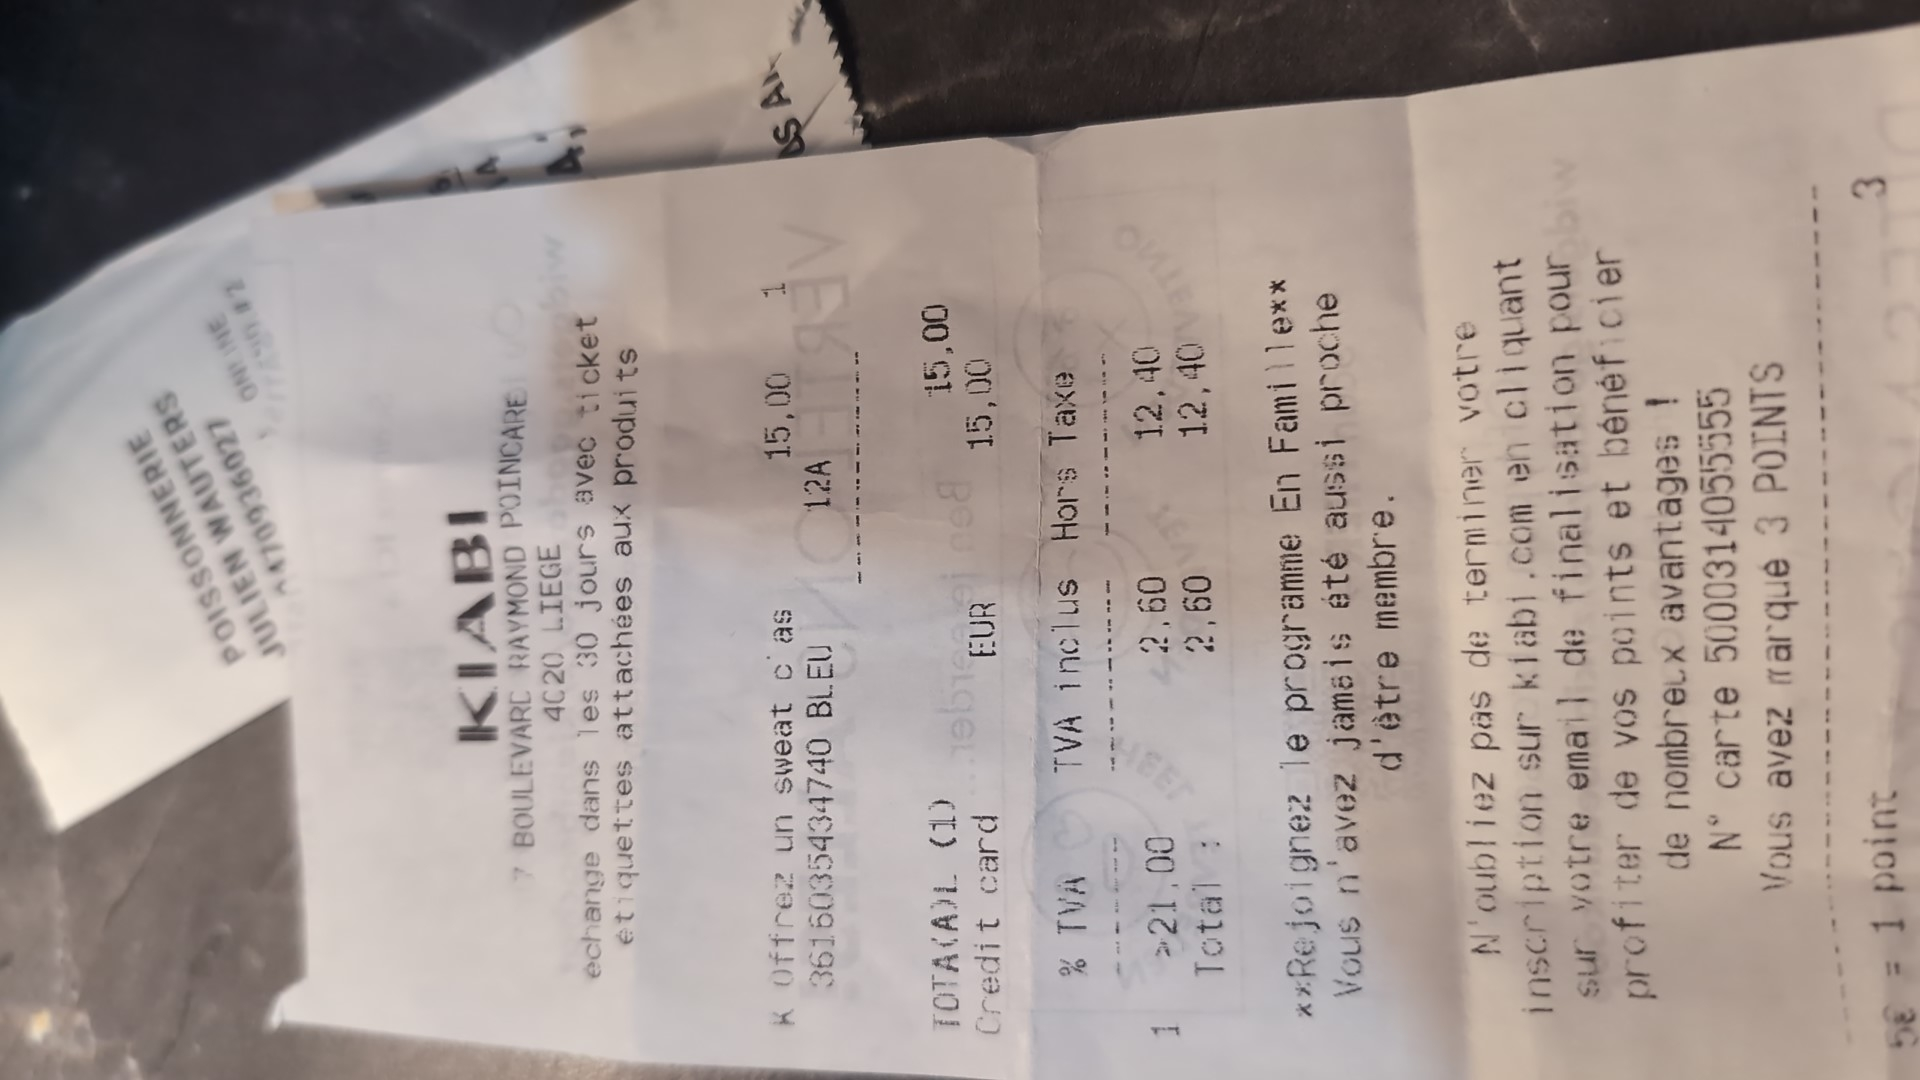 POISSONNERIE
JULIEN WAUTERS
KIABI
7 BOULEVARD RAYMOND POINCARE
4020 LIEGE
échange dans les 30 jours avec ticket
étiquettes attachées aux produits
K Offrez un sweat c'as 15,00 1
3616035434740 BLEU 12A
TOTA(A)L (1) 15,00
Credit card EUR 15,00
% TVA TVA inclus Hors Taxe
1 >21,00 2,60 12,40
Total : 2,60 12,40
**Rejoignez le programme En Famille**
Vous n'avez jamais été aussi proche
d'être membre.
N'oubliez pas de terminer votre
inscription sur kiabi.com en cliquant
sur votre email de finalisation pour
profiter de vos points et bénéficier
de nombreux avantages !
N° carte 5000314051555
Vous avez marqué 3 POINTS
5€ = 1 point 3